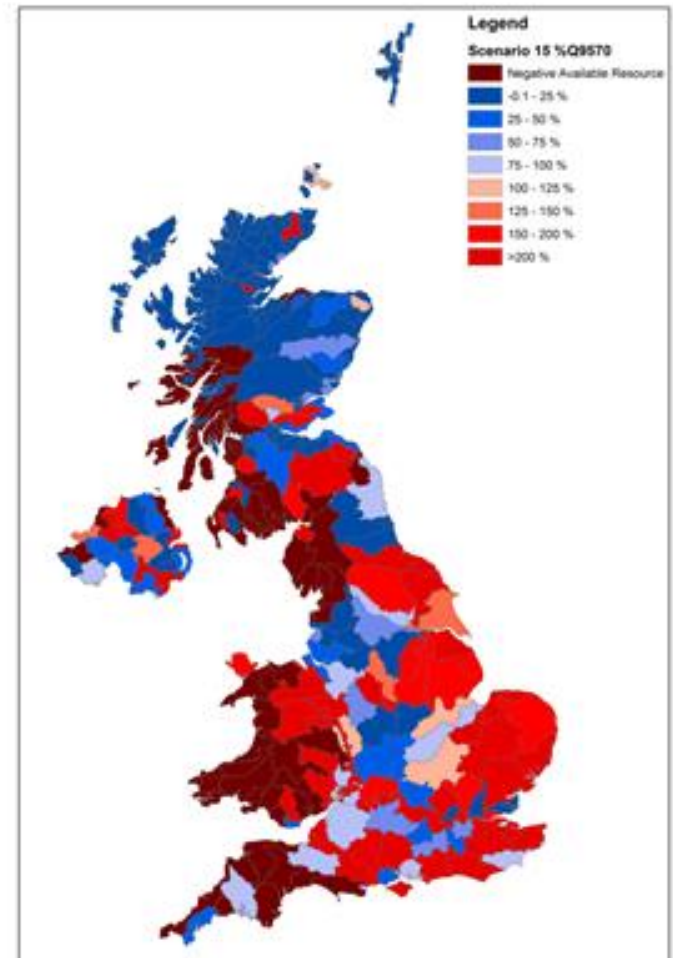 Legend
Scenario 15 %Q9570
Negative Available Resource
-0.1 - 25 %
25 - 50 %
50 - 75 %
75 - 100 %
100 - 125 %
125 - 150 %
150 - 200 %
>200 %